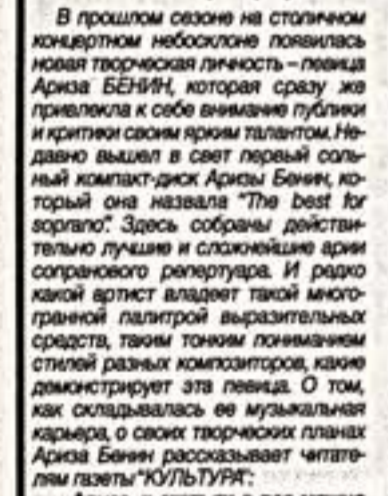 В прошлом сезоне на столичном
концертном небосклоне появилась
новая творческая личность – певица
Ариза БЕНИН, которая сразу же
привлекла к себе внимание публики
и критики своим ярким талантом. Не-
давно вышел в свет первый соль-
ный компакт-диск Аризы Бенин, ко-
торый она назвала "The best for
soprano". Здесь собраны действи-
тельно лучшие и сложнейшие арии
сопранового репертуара. И редко
какой артист владеет такой много-
гранной палитрой выразительных
средств, таким тонким пониманием
стилей разных композиторов, какие
демонстрирует эта певица. О том,
как складывалась ее музыкальная
карьера, о своих творческих планах
Ариза Бенин рассказывает читате-
лям газеты "КУЛЬТУРА":